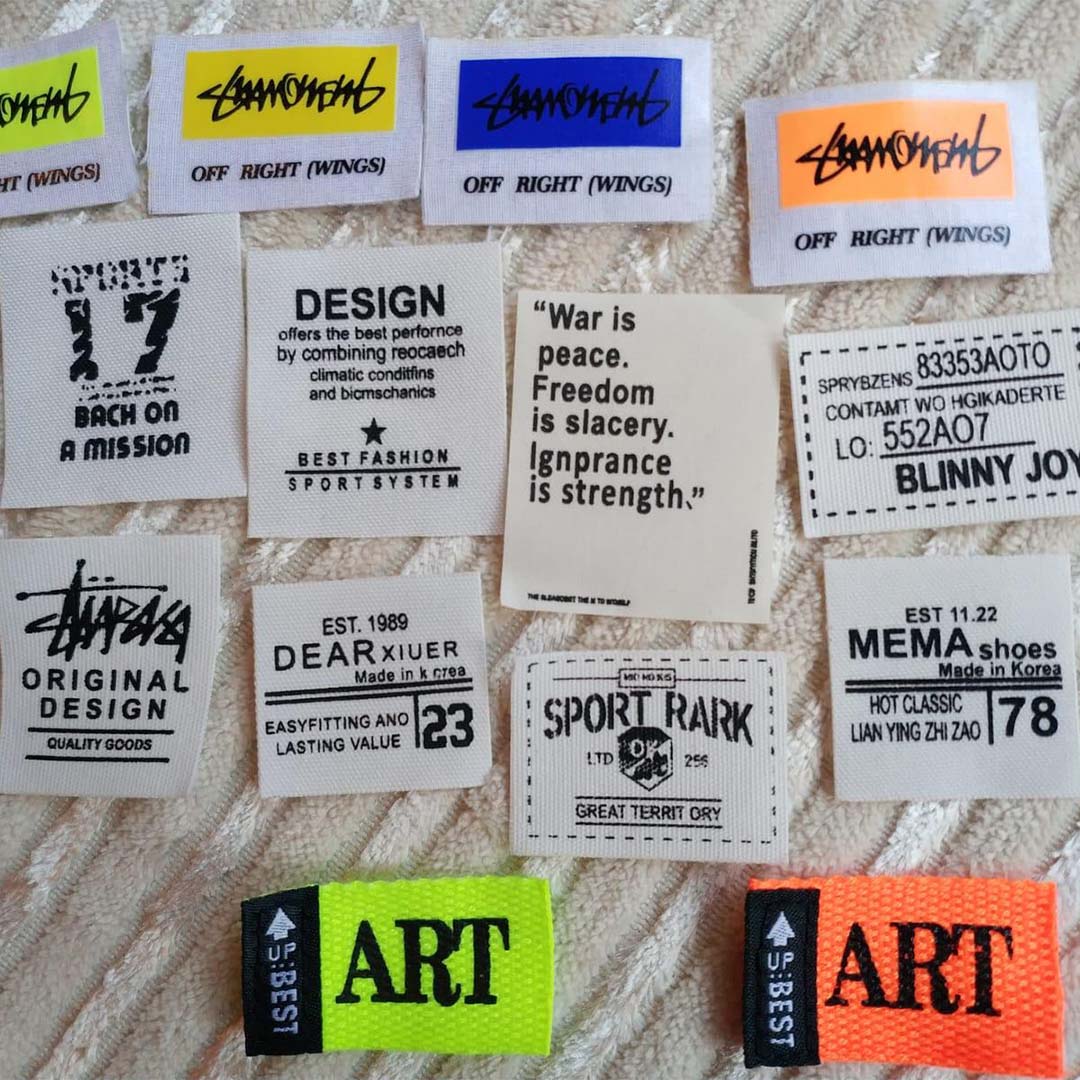 HT (WINGS)
OFF RIGHT (WINGS)
OFF RIGHT (WINGS)
OFF RIGHT (WINGS)
SPORTS
17
BACH ON
A MISSION
DESIGN
offers the best perfornce
by combining reocaech
climatic conditfins
and bicmschanics
BEST FASHION
SPORT SYSTEM
“War is
peace.
Freedom
is slacery.
Ignprance
is strength.”
SPRYBZENS 83353AOTO
CONTAMT WO HGIKADERTE
LO: 552AO7
BLINNY JOY
ORIGINAL
DESIGN
QUALITY GOODS
EST. 1989
DEAR XIUER
Made in k crea
EASYFITTING ANO
LASTING VALUE
23
SPORT RARK
LTD OK 256
GREAT TERRIT ORY
EST 11.22
MEMA shoes
Made in Korea
HOT CLASSIC
LIAN YING ZHI ZAO
78
UP::BEST
ART
UP::BEST
ART